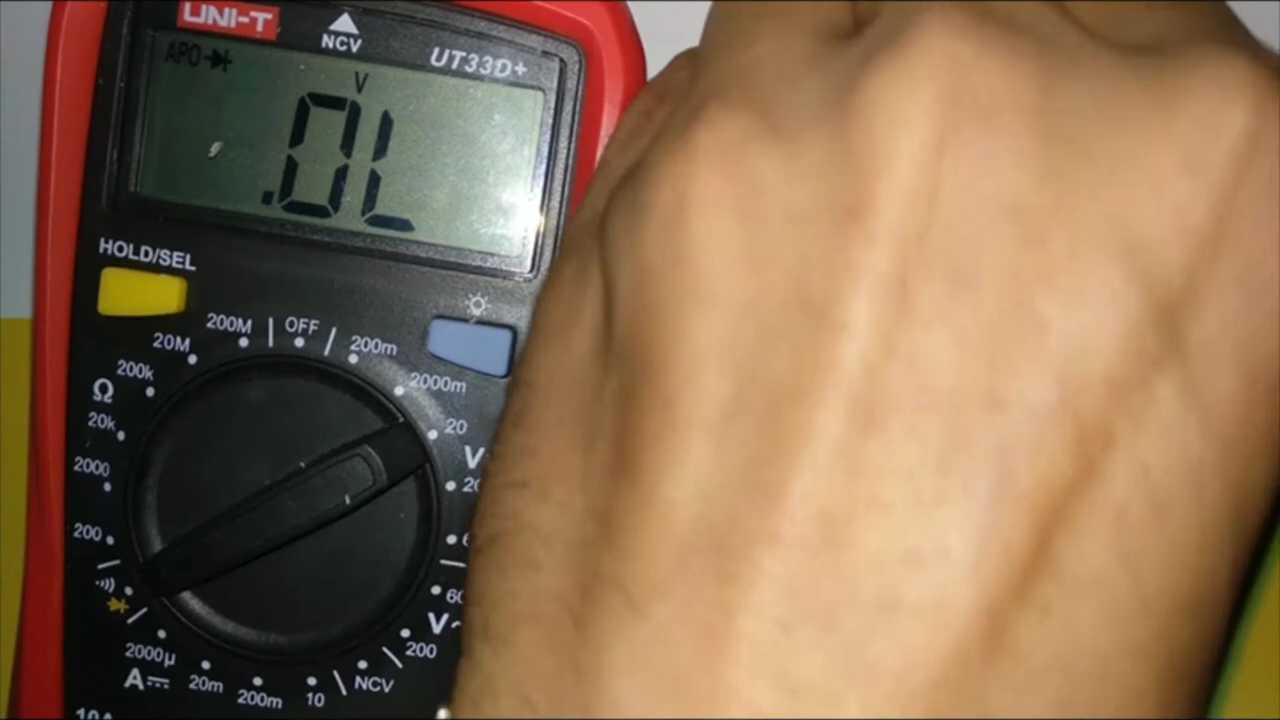 UNI-T
NCV
UT33D+
APO
V
.OL
HOLD/SEL
200M
OFF
200m
20M
2000m
200k
Ω
20k
20
V
2000
200
V~
200
2000µ
20m
200m
10
NCV
A